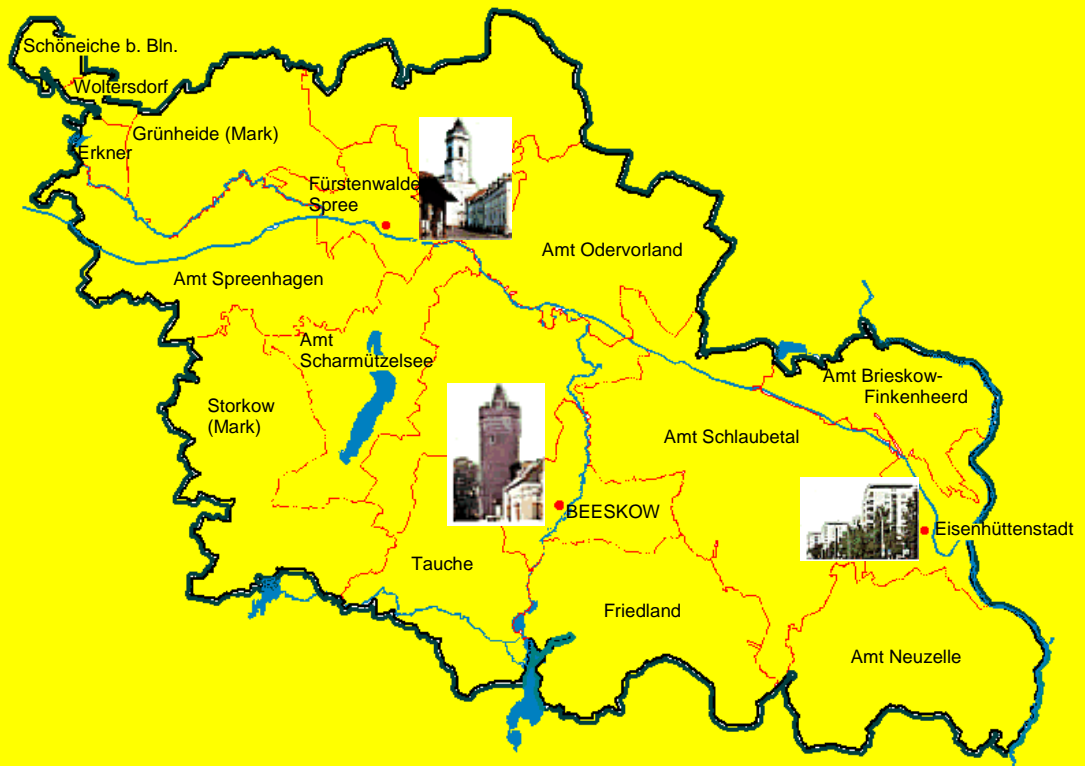 Schöneiche b. Bln.
Woltersdorf
Grünheide (Mark)
Erkner
Fürstenwalde
Spree
Amt Odervorland
Amt Spreenhagen
Amt
Scharmützelsee
Amt Brieskow-
Finkenheerd
Storkow
(Mark)
Amt Schlaubetal
BEESKOW
Eisenhüttenstadt
Tauche
Friedland
Amt Neuzelle